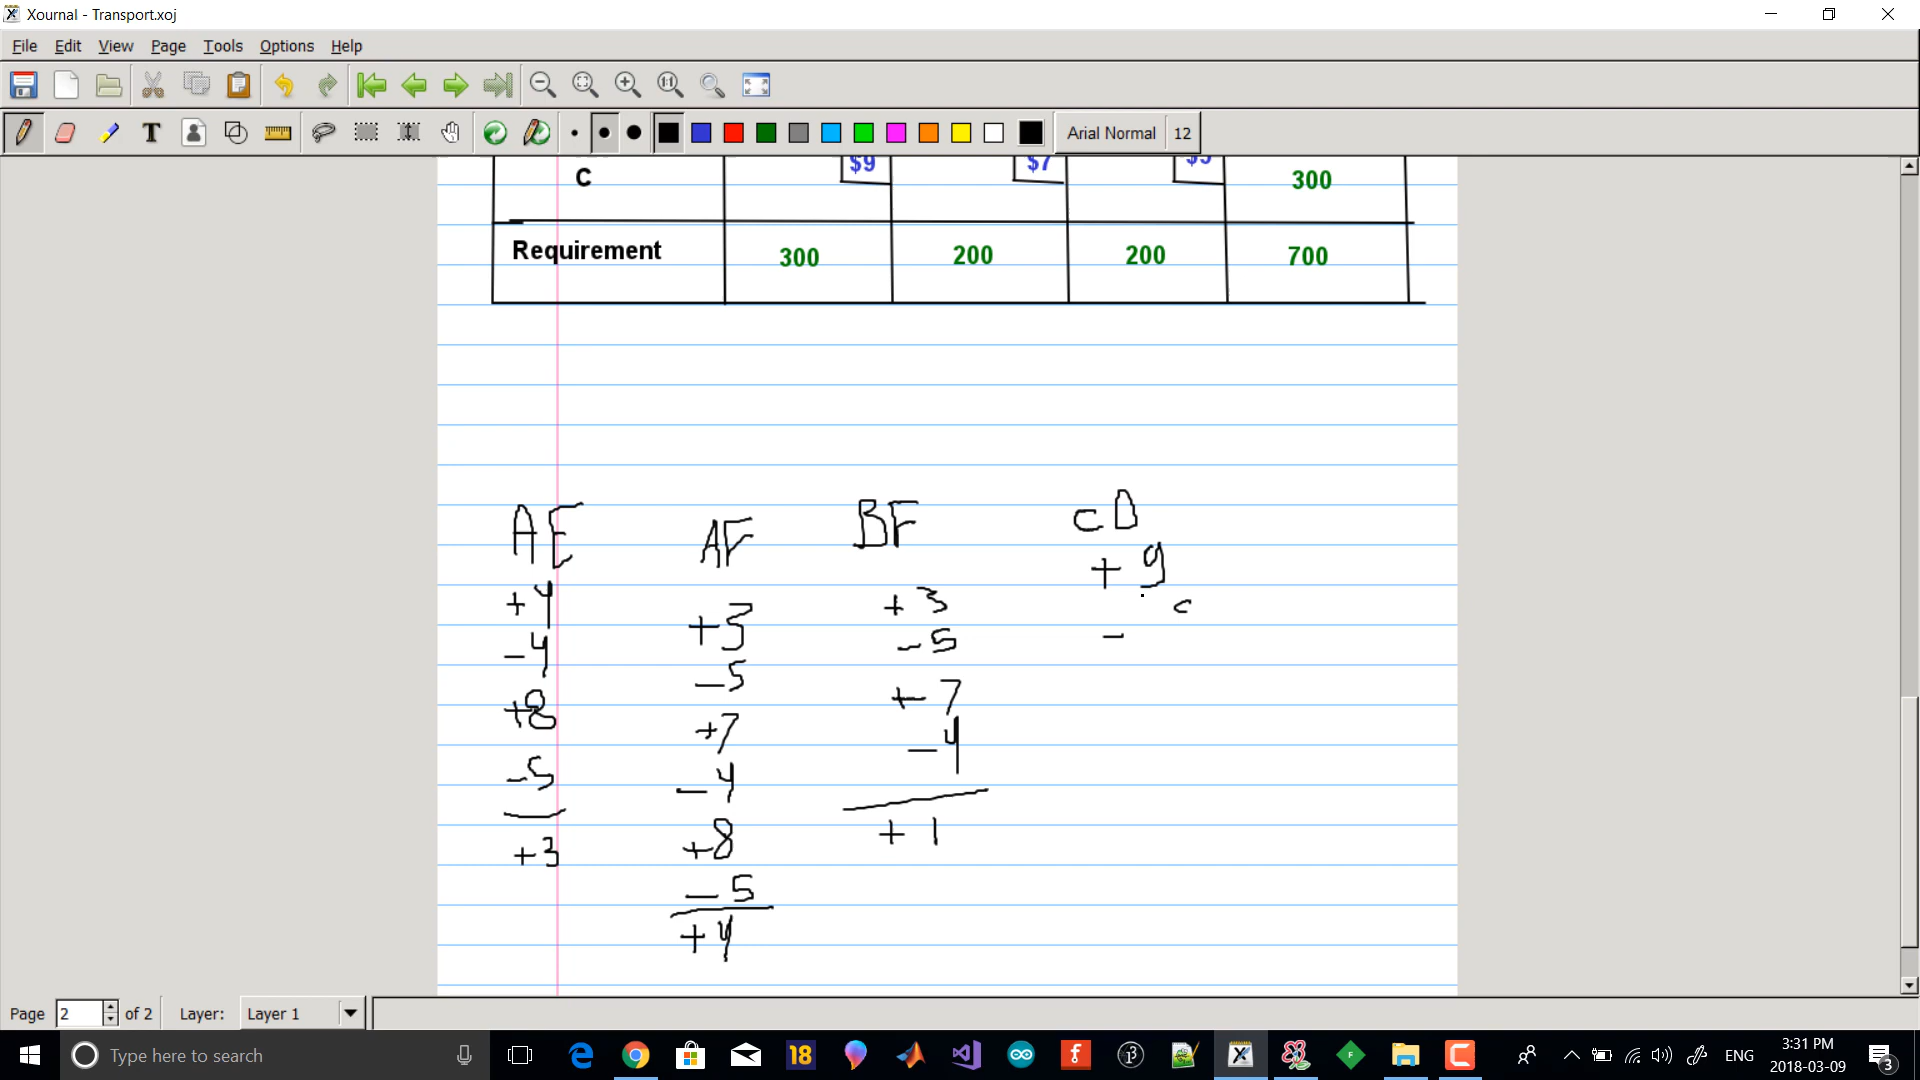 Xournal - Transport.xoj
File Edit View Page Tools Options Help
Arial Normal 12
C $9 $7 300
Requirement 300 200 200 700
AE AF BF CD
+4 +3 +3 +9
-4 -5 -5 -
+8 +7 +7
-5 -4 -4
+3 +8 +1
-5
+4
Page 2 of 2 Layer: Layer 1
Type here to search
18
ENG
3:31 PM
2018-03-09
3